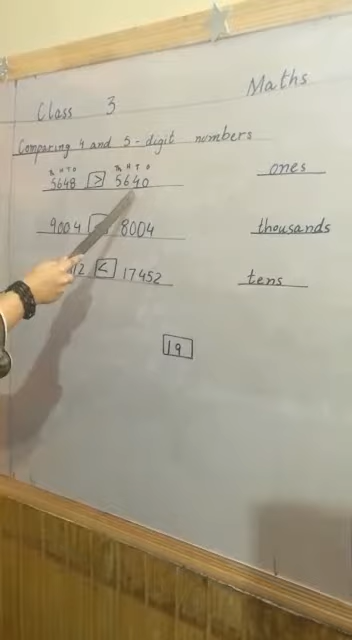 Maths
Class 3
Comparing 4 and 5-digit numbers
Th H T O Th H T O
5648 > 5640 ones
9004 8004 thousands
12 < 17452 tens
19